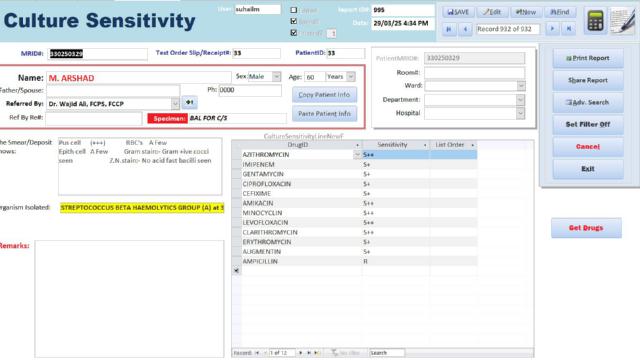 Culture Sensitivity
User: suhailm
Report ID#: 995
Date: 29/03/25 4:34 PM
SAVE Edit New Find
Record 932 of 932
MRID#: 330250329
Test Order Slip/Receipt#: 33
PatientID: 33
PatientMRID#: 330250329
Room#:
Ward:
Department:
Hospital
Name: M. ARSHAD
Sex Male
Age: 60 Years
Father/Spouse:
Ph: 0000
Referred By: Dr. Wajid Ali, FCPS, FCCP
Ref By Re#:
Specimen: BAL FOR C/S
Copy Patient Info
Paste Patient Info
Print Report
Share Report
Adv. Search
Set Filter Off
Cancel
Exit
Get Drugs
he Smear/Deposit
hows:
Pus cell (+++) RBC's A Few
Epith cell A Few Gram stain:- Gram +ive cocci
seen Z.N.stain:- No acid fast bacilli seen
rganism Isolated:
STREPTOCOCCUS BETA HAEMOLYTICS GROUP (A) at 3
Remarks:
CultureSensitivityLineNewF
DrugID Sensitivity List Order
AZITHROMYCIN S++
IMIPENEM S+
GENTAMYCIN S+
CIPROFLOXACIN S+
CEFIXIME S+
AMIKACIN S++
MINOCYCLIN S++
LEVOFLOXACIN S++
CLARITHROMYCIN S+
ERYTHROMYCIN S+
AUGMENTIN S+
AMPICILLIN R
Record: 1 of 12 No Filter Search